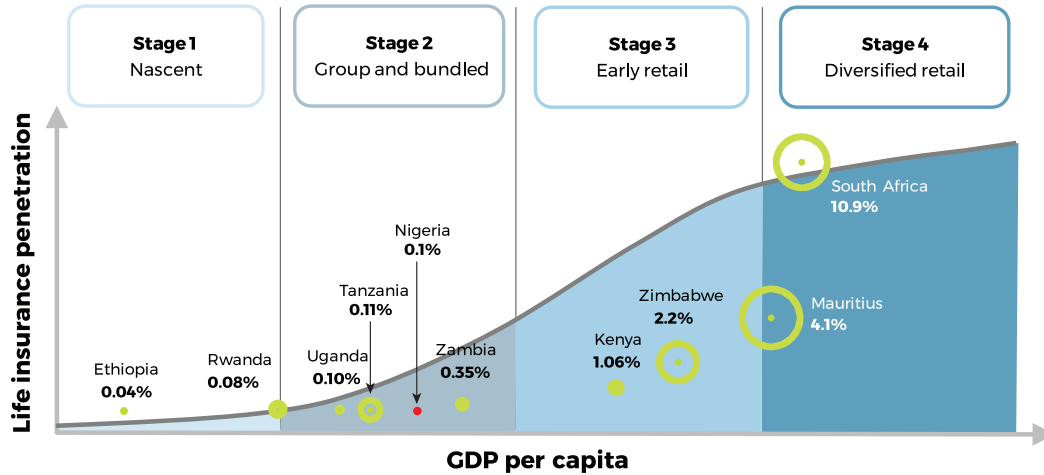 Stage 1
Nascent
Stage 2
Group and bundled
Stage 3
Early retail
Stage 4
Diversified retail
Life insurance penetration
South Africa
10.9%
Nigeria
0.1%
Tanzania
0.11%
Zimbabwe
2.2%
Mauritius
4.1%
Kenya
1.06%
Zambia
0.35%
Uganda
0.10%
Rwanda
0.08%
Ethiopia
0.04%
GDP per capita